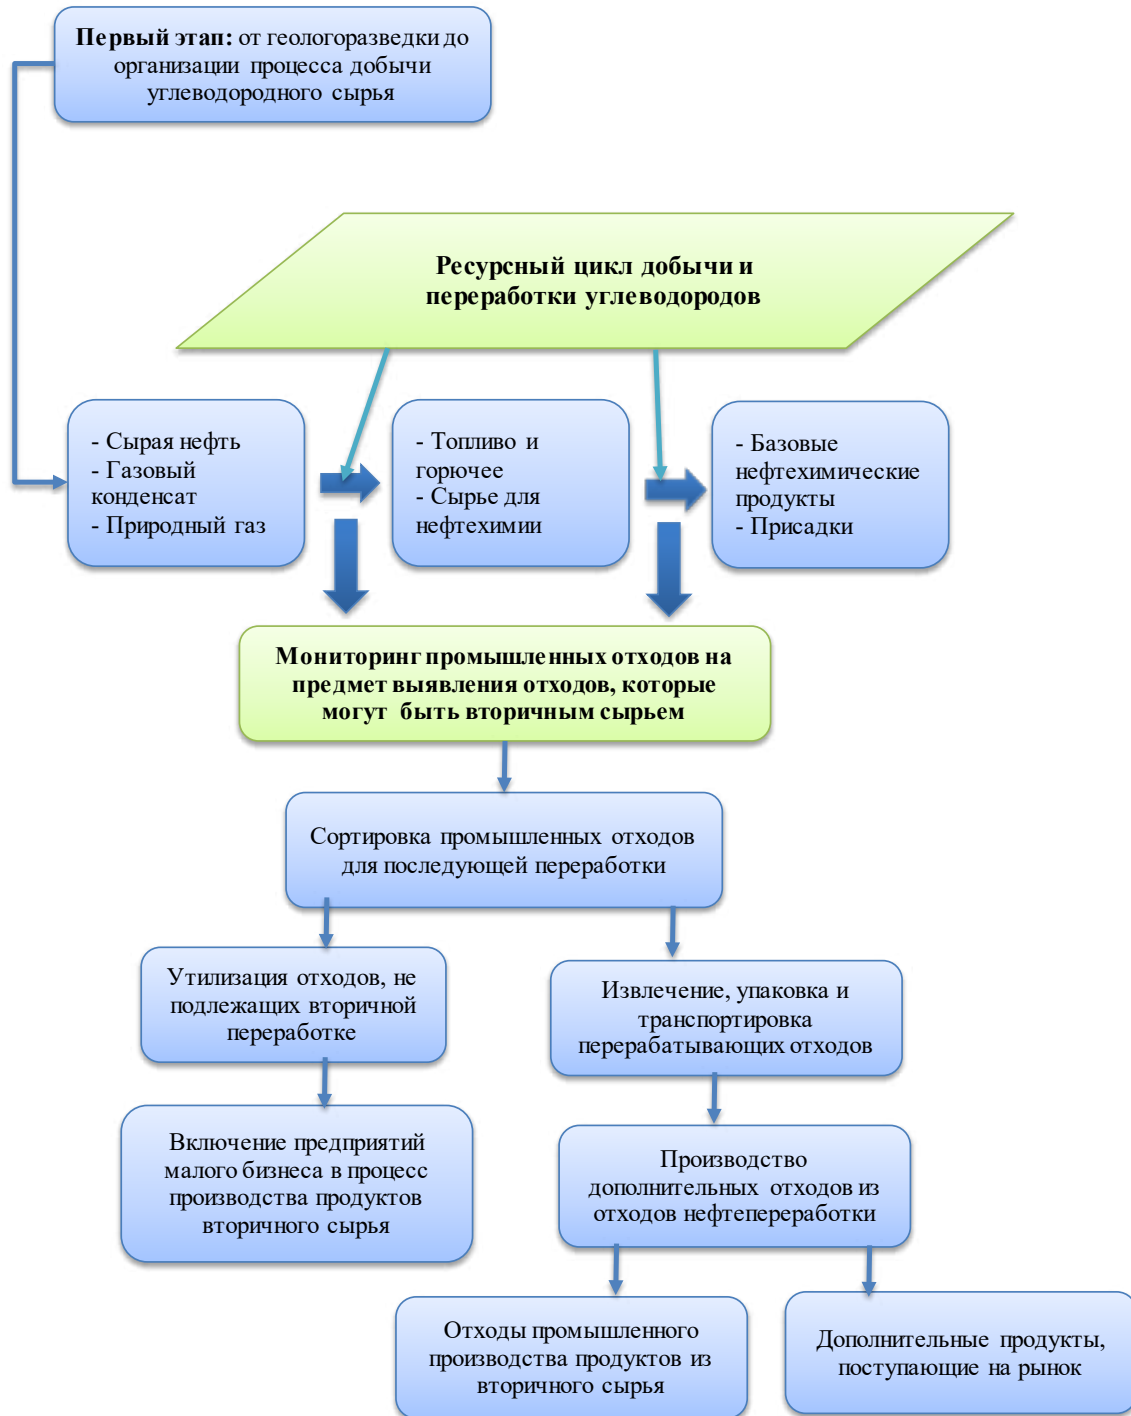 Первый этап: от геологоразведки до
организации процесса добычи
углеводородного сырья
Ресурсный цикл добычи и
переработки углеводородов
- Сырая нефть
- Газовый
конденсат
- Природный газ
- Топливо и
горючее
- Сырье для
нефтехимии
- Базовые
нефтехимические
продукты
- Присадки
Мониторинг промышленных отходов на
предмет выявления отходов, которые
могут быть вторичным сырьем
Сортировка промышленных отходов
для последующей переработки
Утилизация отходов, не
подлежащих вторичной
переработке
Извлечение, упаковка и
транспортировка
перерабатывающих отходов
Включение предприятий
малого бизнеса в процесс
производства продуктов
вторичного сырья
Производство
дополнительных отходов из
отходов нефтепереработки
Отходы промышленного
производства продуктов из
вторичного сырья
Дополнительные продукты,
поступающие на рынок